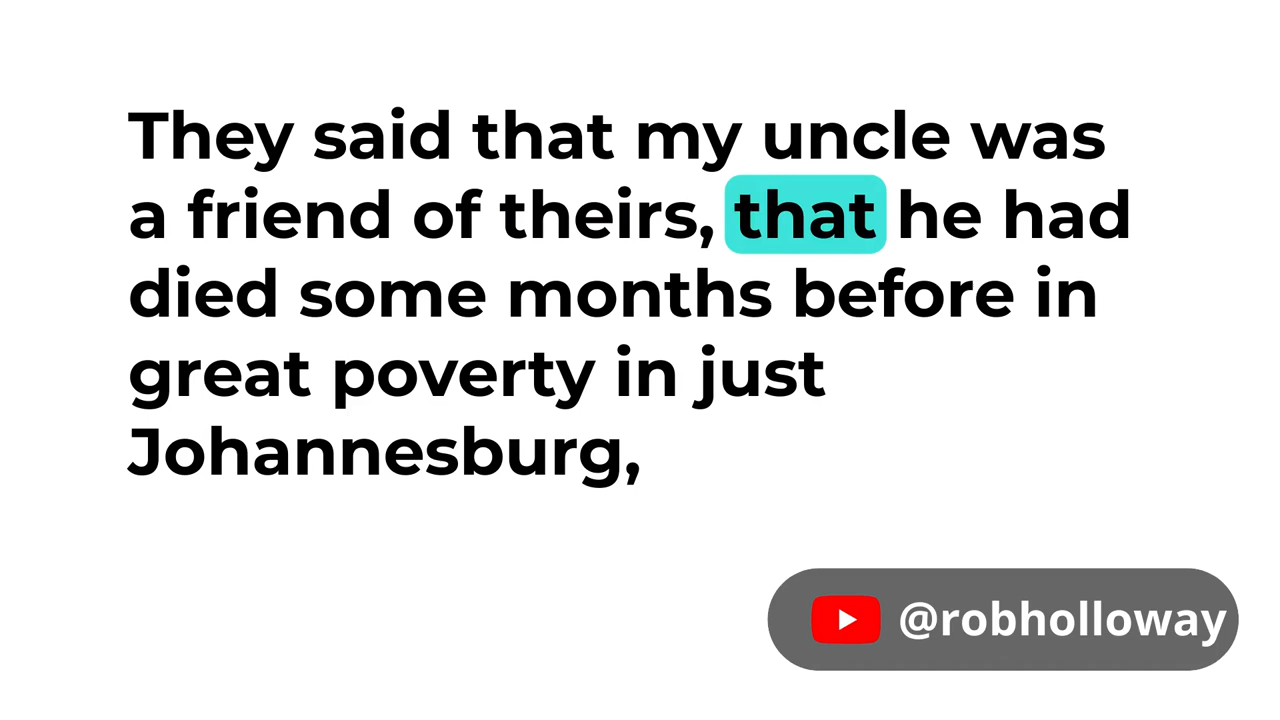 They said that my uncle was
a friend of theirs, that he had
died some months before in
great poverty in just
Johannesburg,
@robholloway